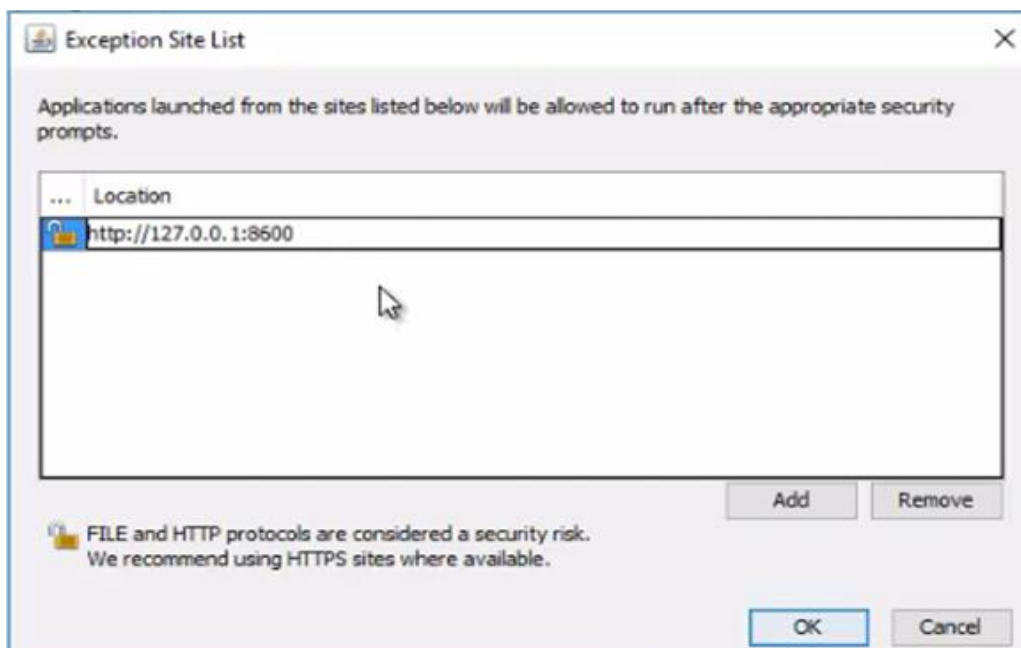 Exception Site List
Applications launched from the sites listed below will be allowed to run after the appropriate security
prompts.
... Location
http://127.0.0.1:8600
Add Remove
FILE and HTTP protocols are considered a security risk.
We recommend using HTTPS sites where available.
OK Cancel